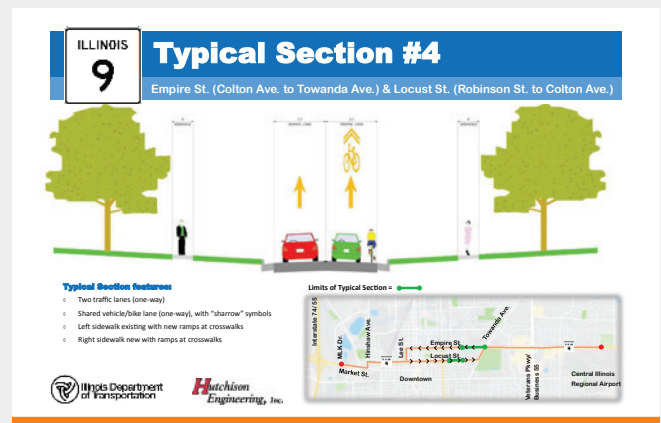 ILLINOIS
9
Typical Section #4
Empire St. (Colton Ave. to Towanda Ave.) & Locust St. (Robinson St. to Colton Ave.)
Typical Section features:
◊ Two traffic lanes (one-way)
◊ Shared vehicle/bike lane (one-way), with "sharrow" symbols
◊ Left sidewalk existing with new ramps at crosswalks
◊ Right sidewalk new with ramps at crosswalks
Limits of Typical Section =
Interstate 74/55
MLK Dr.
Hinshaw Ave.
Lee St.
Empire St.
Locust St.
Towanda Ave.
Market St.
Downtown
Veterans Pkwy/
Business 55
Central Illinois
Regional Airport
Illinois Department
of Transportation
Hutchison
Engineering, Inc.